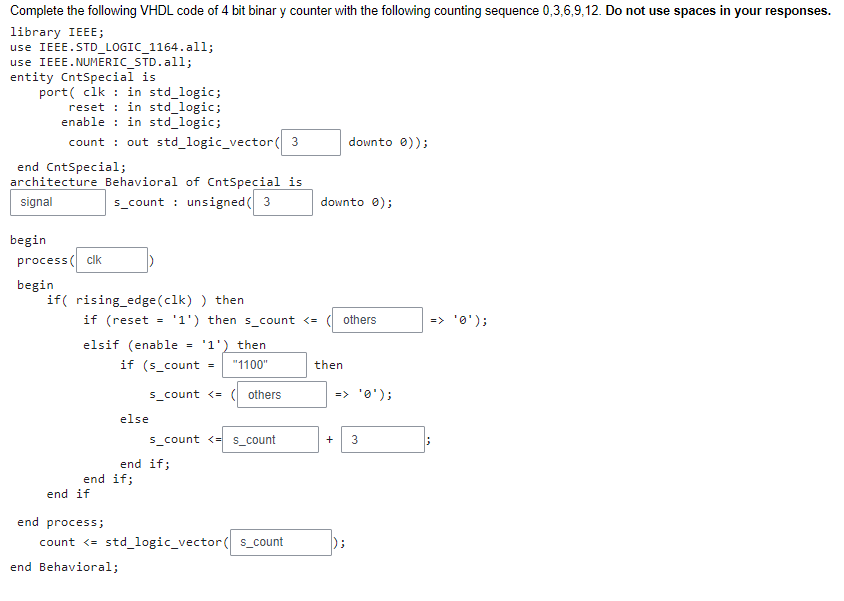 Complete the following VHDL code of 4 bit binar y counter with the following counting sequence 0,3,6,9,12. Do not use spaces in your responses.
library IEEE;
use IEEE.STD_LOGIC_1164.all;
use IEEE.NUMERIC_STD.all;
entity CntSpecial is
port( clk : in std_logic;
reset : in std_logic;
enable : in std_logic;
count : out std_logic_vector( 3 downto 0));
end CntSpecial;
architecture Behavioral of CntSpecial is
signal s_count : unsigned( 3 downto 0);
begin
process( clk )
begin
if( rising_edge(clk) ) then
if (reset = '1') then s_count <= ( others => '0');
elsif (enable = '1') then
if (s_count = "1100" then
s_count <= ( others => '0');
else
s_count <= s_count + 3 ;
end if;
end if;
end if
end process;
count <= std_logic_vector( s_count );
end Behavioral;